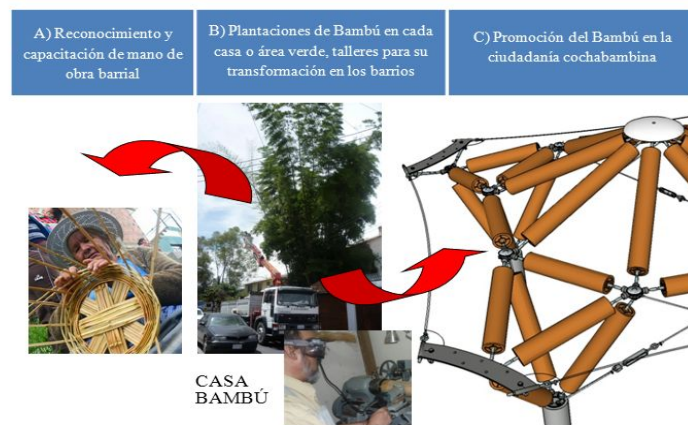 A) Reconocimiento y
capacitación de mano de
obra barrial
B) Plantaciones de Bambú en cada
casa o área verde, talleres para su
transformación en los barrios
C) Promoción del Bambú en la
ciudadanía cochabambina
CASA
BAMBÚ